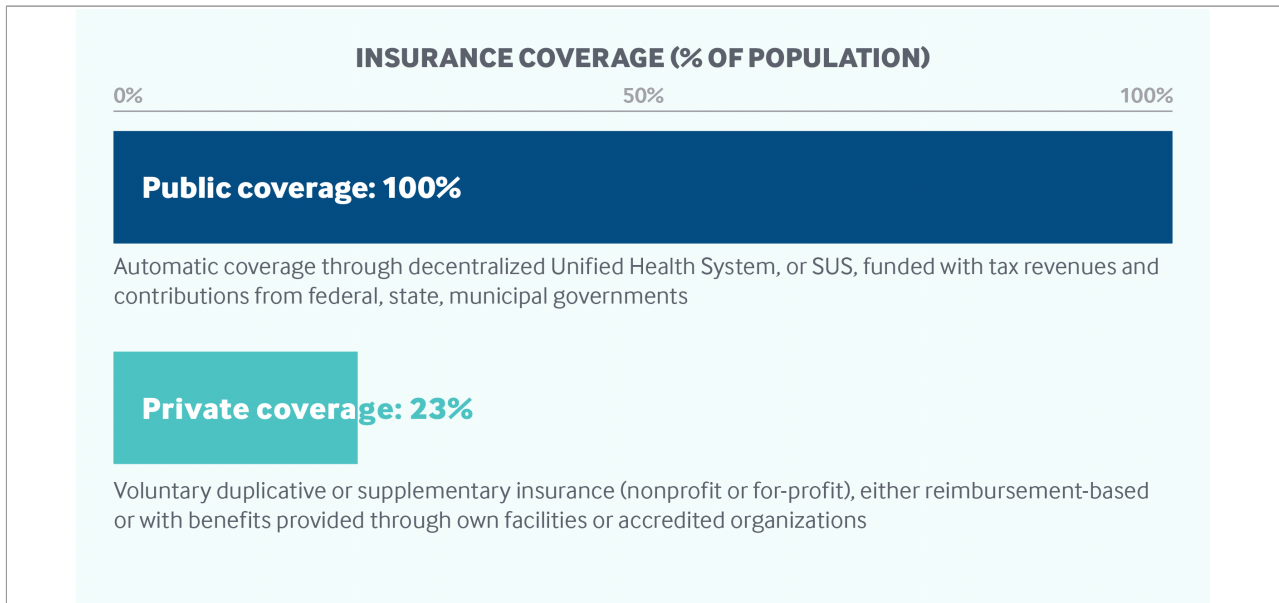 INSURANCE COVERAGE (% OF POPULATION)
0% 50% 100%
Public coverage: 100%
Automatic coverage through decentralized Unified Health System, or SUS, funded with tax revenues and
contributions from federal, state, municipal governments
Private coverage: 23%
Voluntary duplicative or supplementary insurance (nonprofit or for-profit), either reimbursement-based
or with benefits provided through own facilities or accredited organizations